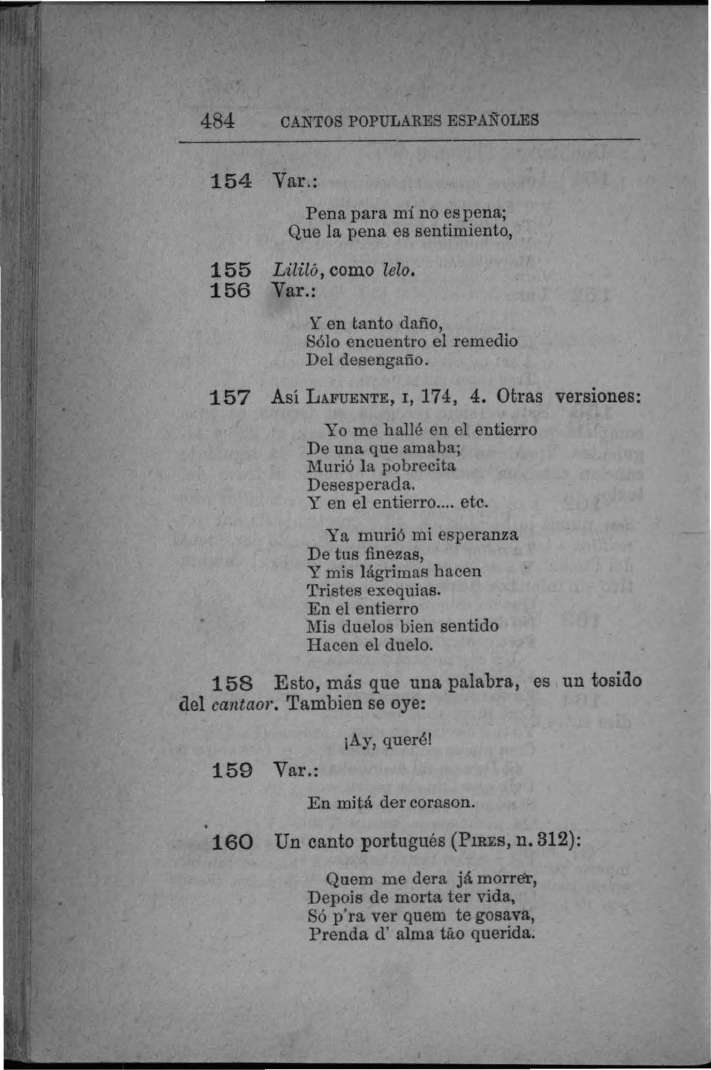 484 CANTOS POPULARES ESPAÑOLES
154 Var.:
Pena para mí no es pena;
Que la pena es sentimiento,
155 Lililó, como lelo.
156 Var.:
Y en tanto daño,
Sólo encuentro el remedio
Del desengaño.
157 Así LAFUENTE, I, 174, 4. Otras versiones:
Yo me hallé en el entierro
De una que amaba;
Murió la pobrecita
Desesperada.
Y en el entierro.... etc.
Ya murió mi esperanza
De tus finezas,
Y mis lágrimas hacen
Tristes exequias.
En el entierro
Mis duelos bien sentido
Hacen el duelo.
158 Esto, más que una palabra, es un tosido
del cantaor. Tambien se oye:
¡Ay, queré!
159 Var.:
En mitá der corason.
160 Un canto portugués (PIRES, n. 312):
Quem me dera já morrer,
Depois de morta ter vida,
Só p'ra ver quem te gosava,
Prenda d' alma tão querida.